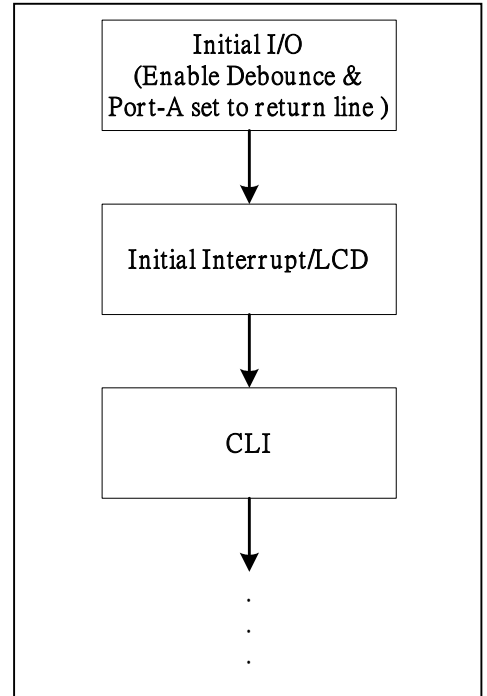 Initial I/O
(Enable Debounce &
Port-A set to return line )
Initial Interrupt/LCD
CLI
.
.
.